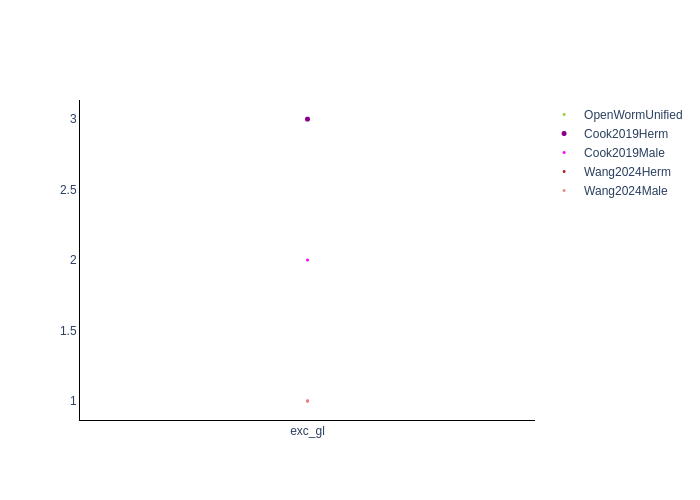 3
2.5
2
1.5
1
exc_gl
OpenWormUnified
Cook2019Herm
Cook2019Male
Wang2024Herm
Wang2024Male